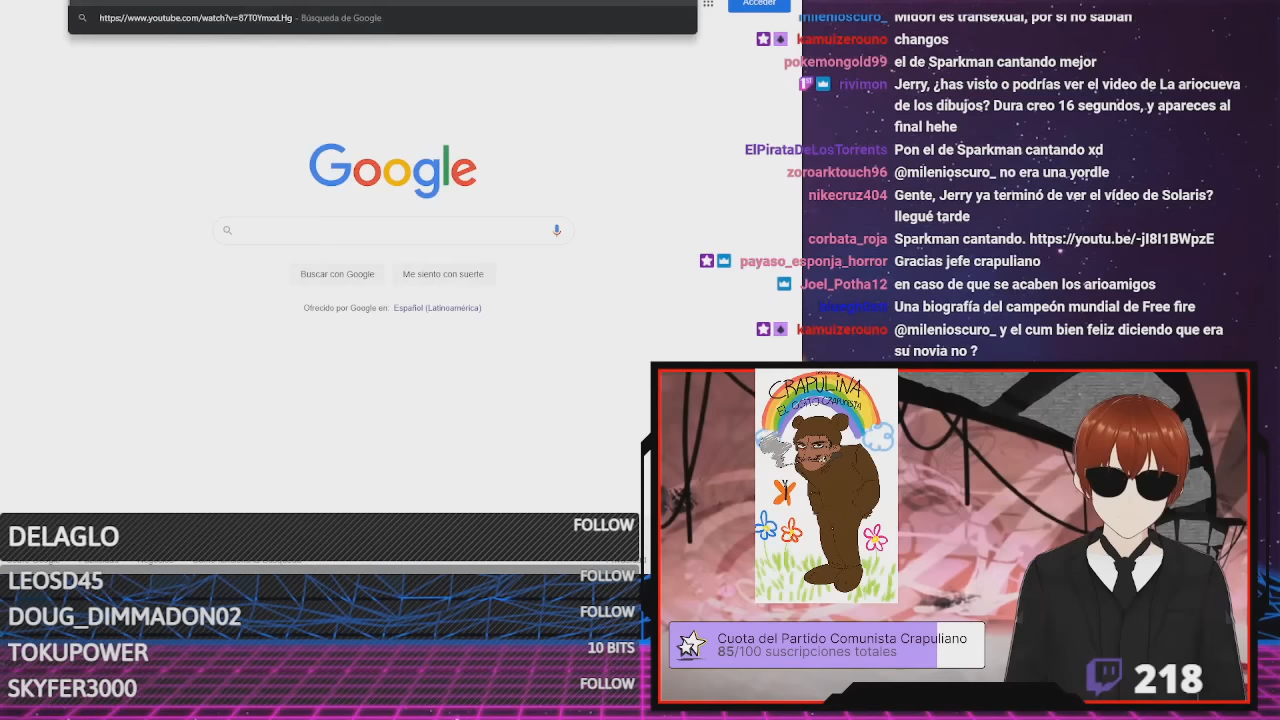 https://www.youtube.com/watch?v=87T0YmxxLHg - Búsqueda de Google
Acceder
Google
Buscar con Google
Me siento con suerte
Ofrecido por Google en: Español (Latinoamérica)
milenioscuro_ Midori es transexual, por si no sabían
kamuizerouno changos
pokemongold99 el de Sparkman cantando mejor
rivimon Jerry, ¿has visto o podrías ver el video de La ariocueva
de los dibujos? Dura creo 16 segundos, y apareces al
final hehe
ElPirataDeLosTorrents Pon el de Sparkman cantando xd
zoroarktouch96 @milenioscuro_ no era una yordle
nikecruz404 Gente, Jerry ya terminó de ver el vídeo de Solaris?
llegué tarde
corbata_roja Sparkman cantando. https://youtu.be/-jI8I1BWpzE
payaso_esponja_horror Gracias jefe crapuliano
Joel_Potha12 en caso de que se acaben los arioamigos
Una biografía del campeón mundial de Free fire
kamuizerouno @milenioscuro_ y el cum bien feliz diciendo que era
su novia no ?
CRAPULINA
DELAGLO FOLLOW
LEOSD45 FOLLOW
DOUG_DIMMADON02 FOLLOW
TOKUPOWER 10 BITS
SKYFER3000 FOLLOW
Cuota del Partido Comunista Crapuliano
85/100 suscripciones totales
218